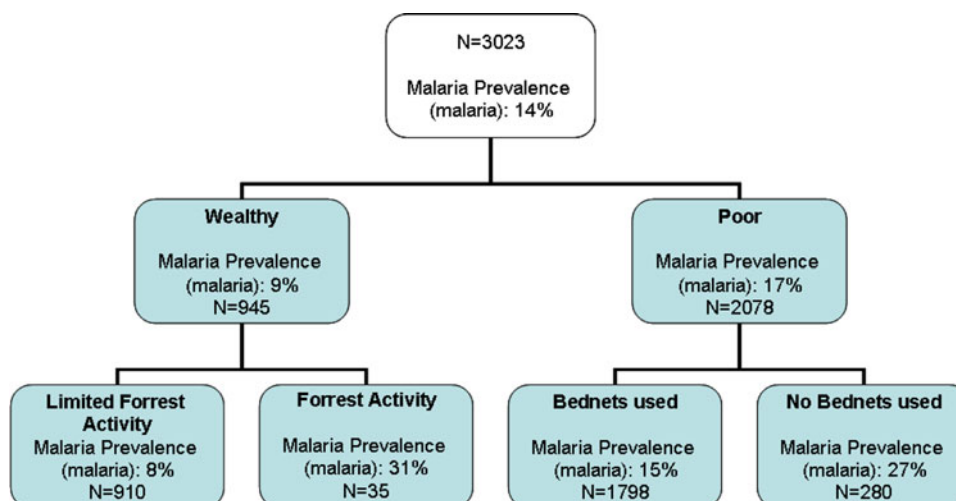 N=3023
Malaria Prevalence
(malaria): 14%
Wealthy
Malaria Prevalence
(malaria): 9%
N=945
Poor
Malaria Prevalence
(malaria): 17%
N=2078
Limited Forrest
Activity
Malaria Prevalence
(malaria): 8%
N=910
Forrest Activity
Malaria Prevalence
(malaria): 31%
N=35
Bednets used
Malaria Prevalence
(malaria): 15%
N=1798
No Bednets used
Malaria Prevalence
(malaria): 27%
N=280